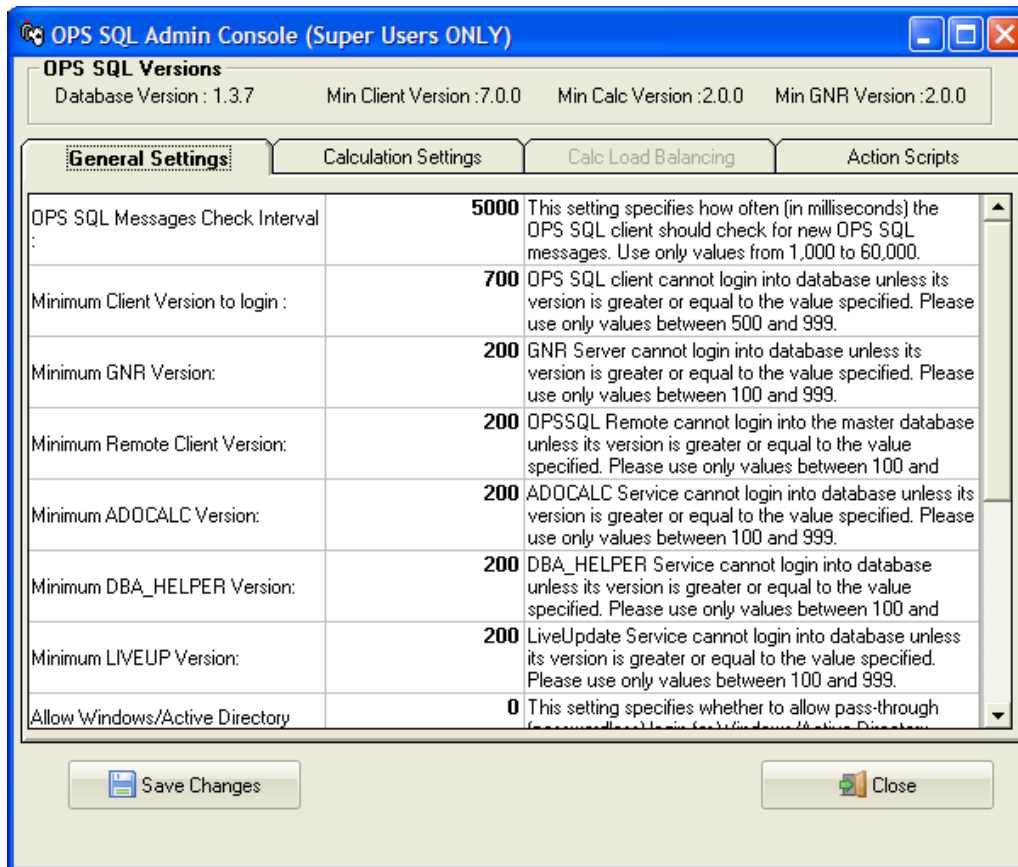 OPS SQL Admin Console (Super Users ONLY)
OPS SQL Versions
Database Version : 1.3.7 Min Client Version :7.0.0 Min Calc Version :2.0.0 Min GNR Version :2.0.0
General Settings Calculation Settings Calc Load Balancing Action Scripts
OPS SQL Messages Check Interval
:
5000
This setting specifies how often (in milliseconds) the
OPS SQL client should check for new OPS SQL
messages. Use only values from 1,000 to 60,000.
Minimum Client Version to login :
700
OPS SQL client cannot login into database unless its
version is greater or equal to the value specified. Please
use only values between 500 and 999.
Minimum GNR Version:
200
GNR Server cannot login into database unless its
version is greater or equal to the value specified. Please
use only values between 100 and 999.
Minimum Remote Client Version:
200
OPSSQL Remote cannot login into the master database
unless its version is greater or equal to the value
specified. Please use only values between 100 and
Minimum ADOCALC Version:
200
ADOCALC Service cannot login into database unless its
version is greater or equal to the value specified. Please
use only values between 100 and 999.
Minimum DBA_HELPER Version:
200
DBA_HELPER Service cannot login into database
unless its version is greater or equal to the value
specified. Please use only values between 100 and
Minimum LIVEUP Version:
200
LiveUpdate Service cannot login into database unless
its version is greater or equal to the value specified.
Please use only values between 100 and 999.
Allow Windows/Active Directory
0
This setting specifies whether to allow pass-through
(passwordless) login for Windows/Active Directory
Save Changes Close